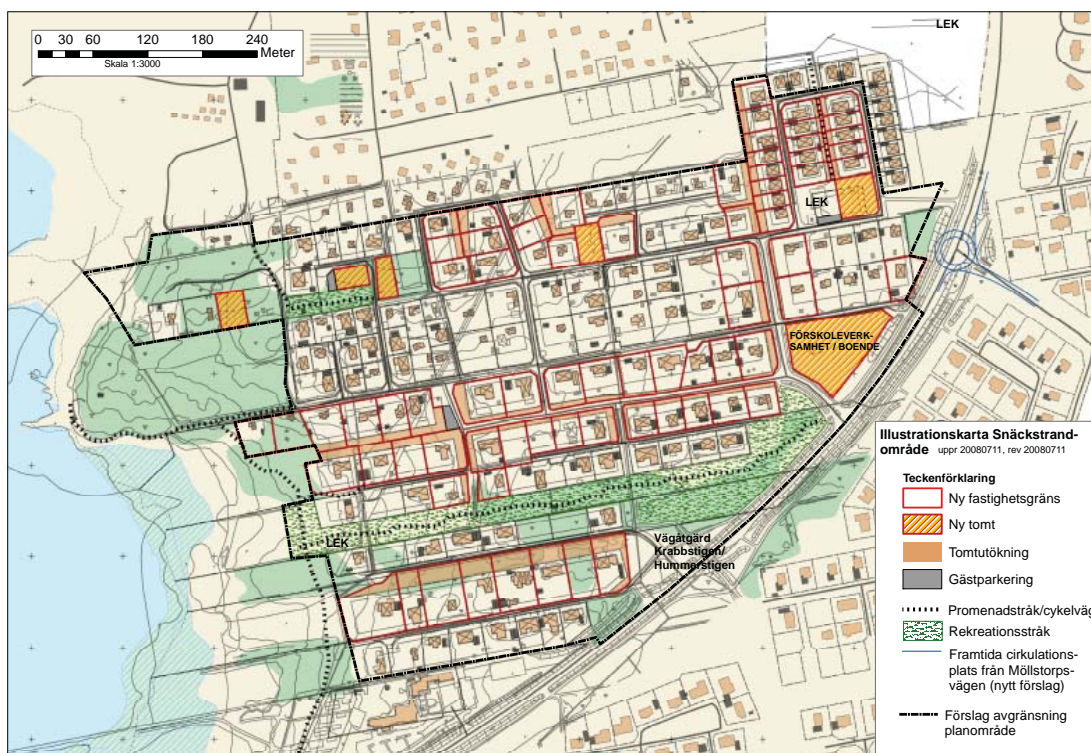 LEK
0 30 60 120 180 240
Meter
Skala 1:3000
LEK
FÖRSKOLEVERK-
SAMHET / BOENDE
LEK
Vägåtgärd
Krabbstigen/
Hummerstigen
Illustrationskarta Snäckstrand-
område uppr 20080711, rev 20080711
Teckenförklaring
Ny fastighetsgräns
Ny tomt
Tomtutökning
Gästparkering
Promenadstråk/cykelväg
Rekreationsstråk
Framtida cirkulations-
plats från Möllstorps-
vägen (nytt förslag)
Förslag avgränsning
planområde